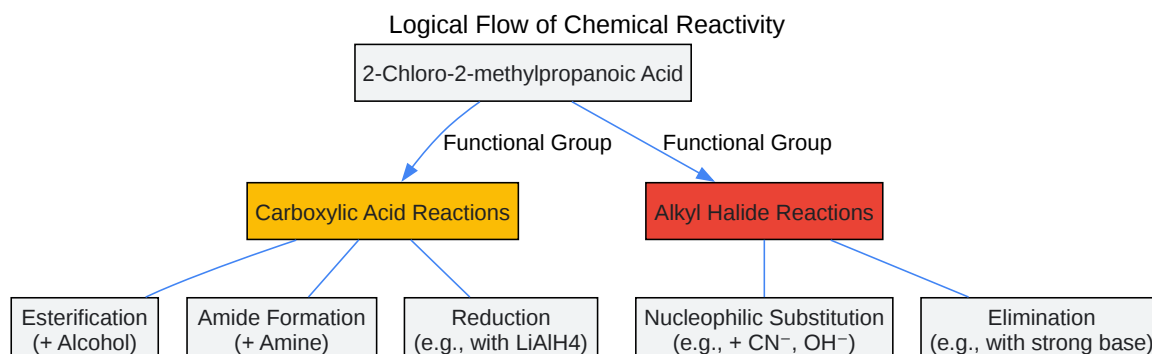 Logical Flow of Chemical Reactivity
2-Chloro-2-methylpropanoic Acid
Functional Group
Functional Group
Carboxylic Acid Reactions
Alkyl Halide Reactions
Esterification
(+ Alcohol)
Amide Formation
(+ Amine)
Reduction
(e.g., with LiAlH4)
Nucleophilic Substitution
(e.g., + CN⁻, OH⁻)
Elimination
(e.g., with strong base)